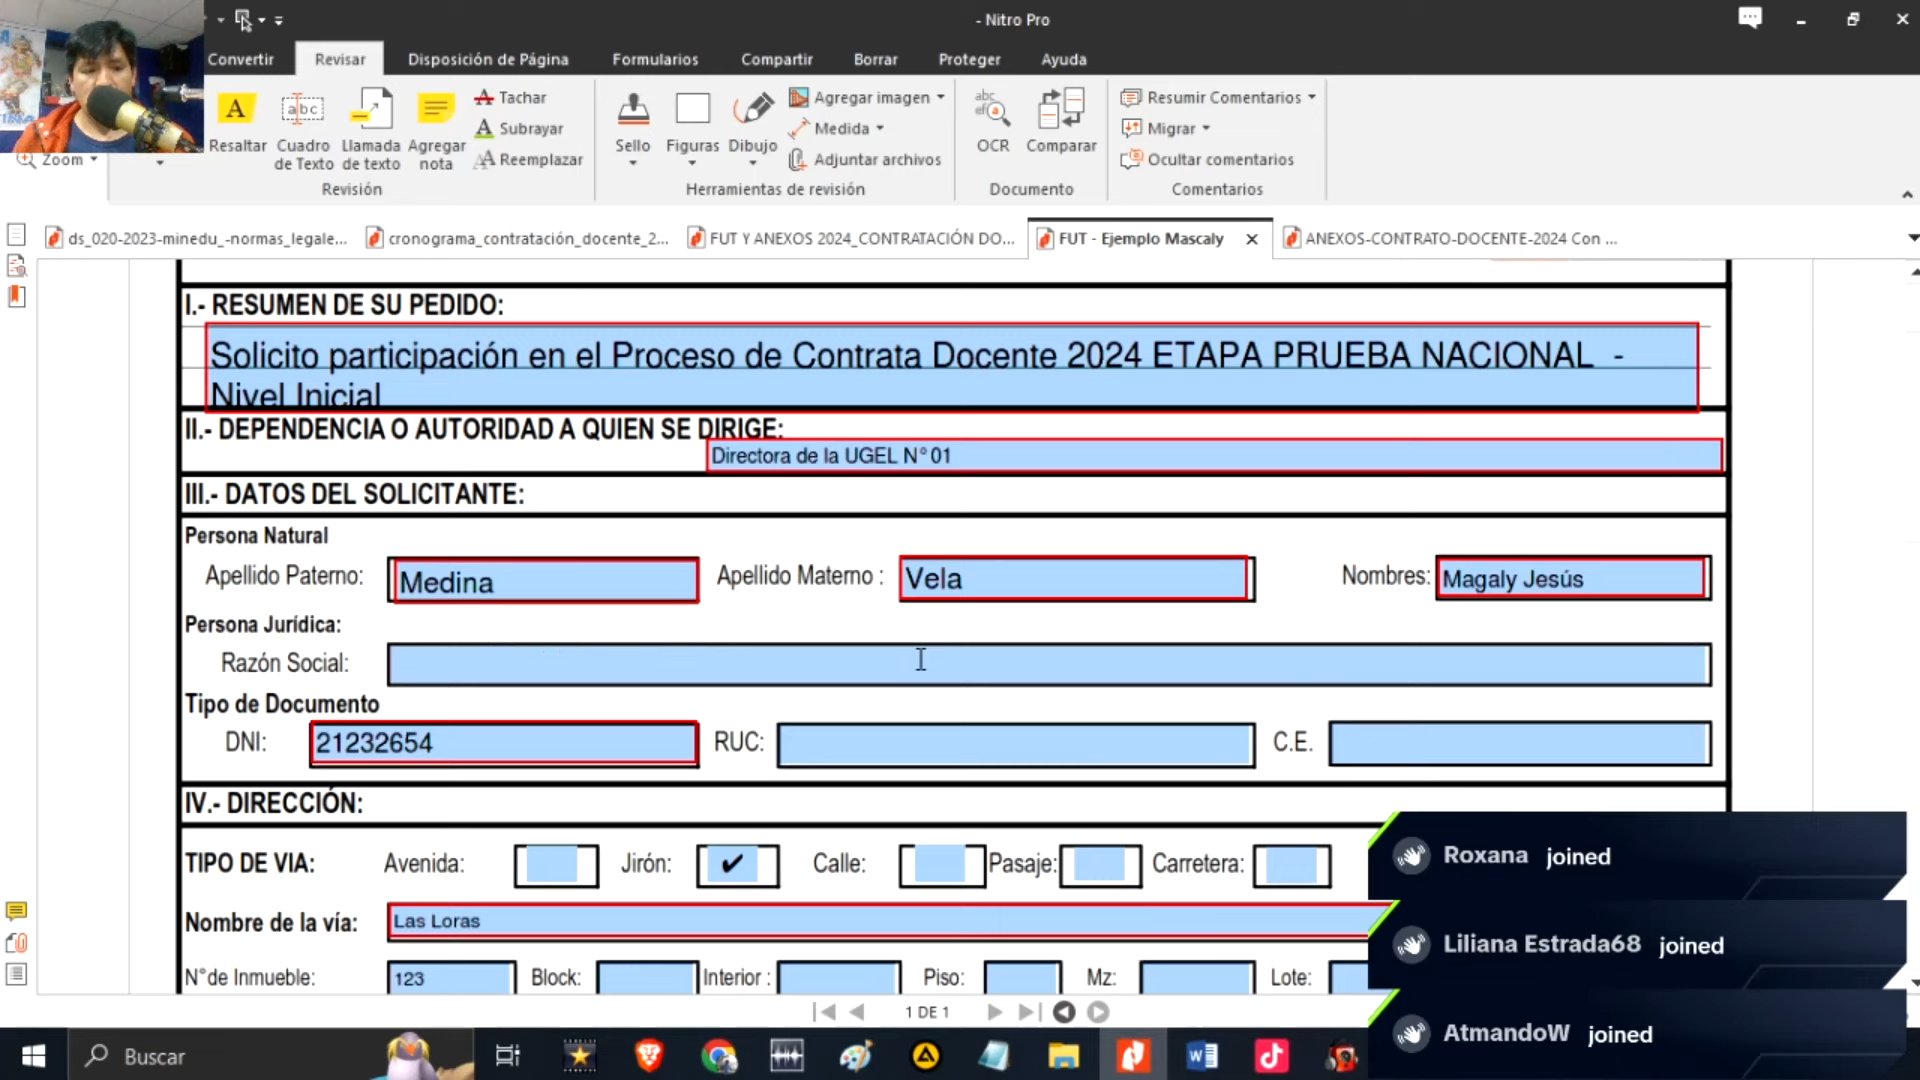 - Nitro Pro
Convertir Revisar Disposición de Página Formularios Compartir Borrar Proteger Ayuda
Zoom
Resaltar
Cuadro de Texto
Llamada de texto
Agregar nota
Tachar
Subrayar
Reemplazar
Revisión
Sello
Figuras
Dibujo
Agregar imagen
Medida
Adjuntar archivos
Herramientas de revisión
OCR
Comparar
Documento
Resumir Comentarios
Migrar
Ocultar comentarios
Comentarios
ds_020-2023-minedu_-normas_legale... cronograma_contratación_docente_2... FUT Y ANEXOS 2024_CONTRATACIÓN DO... FUT - Ejemplo Mascaly ANEXOS-CONTRATO-DOCENTE-2024 Con ...
I.- RESUMEN DE SU PEDIDO:
Solicito participación en el Proceso de Contrata Docente 2024 ETAPA PRUEBA NACIONAL -
Nivel Inicial
II.- DEPENDENCIA O AUTORIDAD A QUIEN SE DIRIGE:
Directora de la UGEL N° 01
III.- DATOS DEL SOLICITANTE:
Persona Natural
Apellido Paterno: Medina Apellido Materno : Vela Nombres: Magaly Jesús
Persona Jurídica:
Razón Social:
Tipo de Documento
DNI: 21232654 RUC: C.E.
IV.- DIRECCIÓN:
TIPO DE VIA: Avenida: Jirón: ✔ Calle: Pasaje: Carretera:
Nombre de la vía: Las Loras
N°de Inmueble: 123 Block: Interior : Piso: Mz: Lote:
Roxana joined
Liliana Estrada68 joined
AtmandoW joined
1 DE 1
Buscar